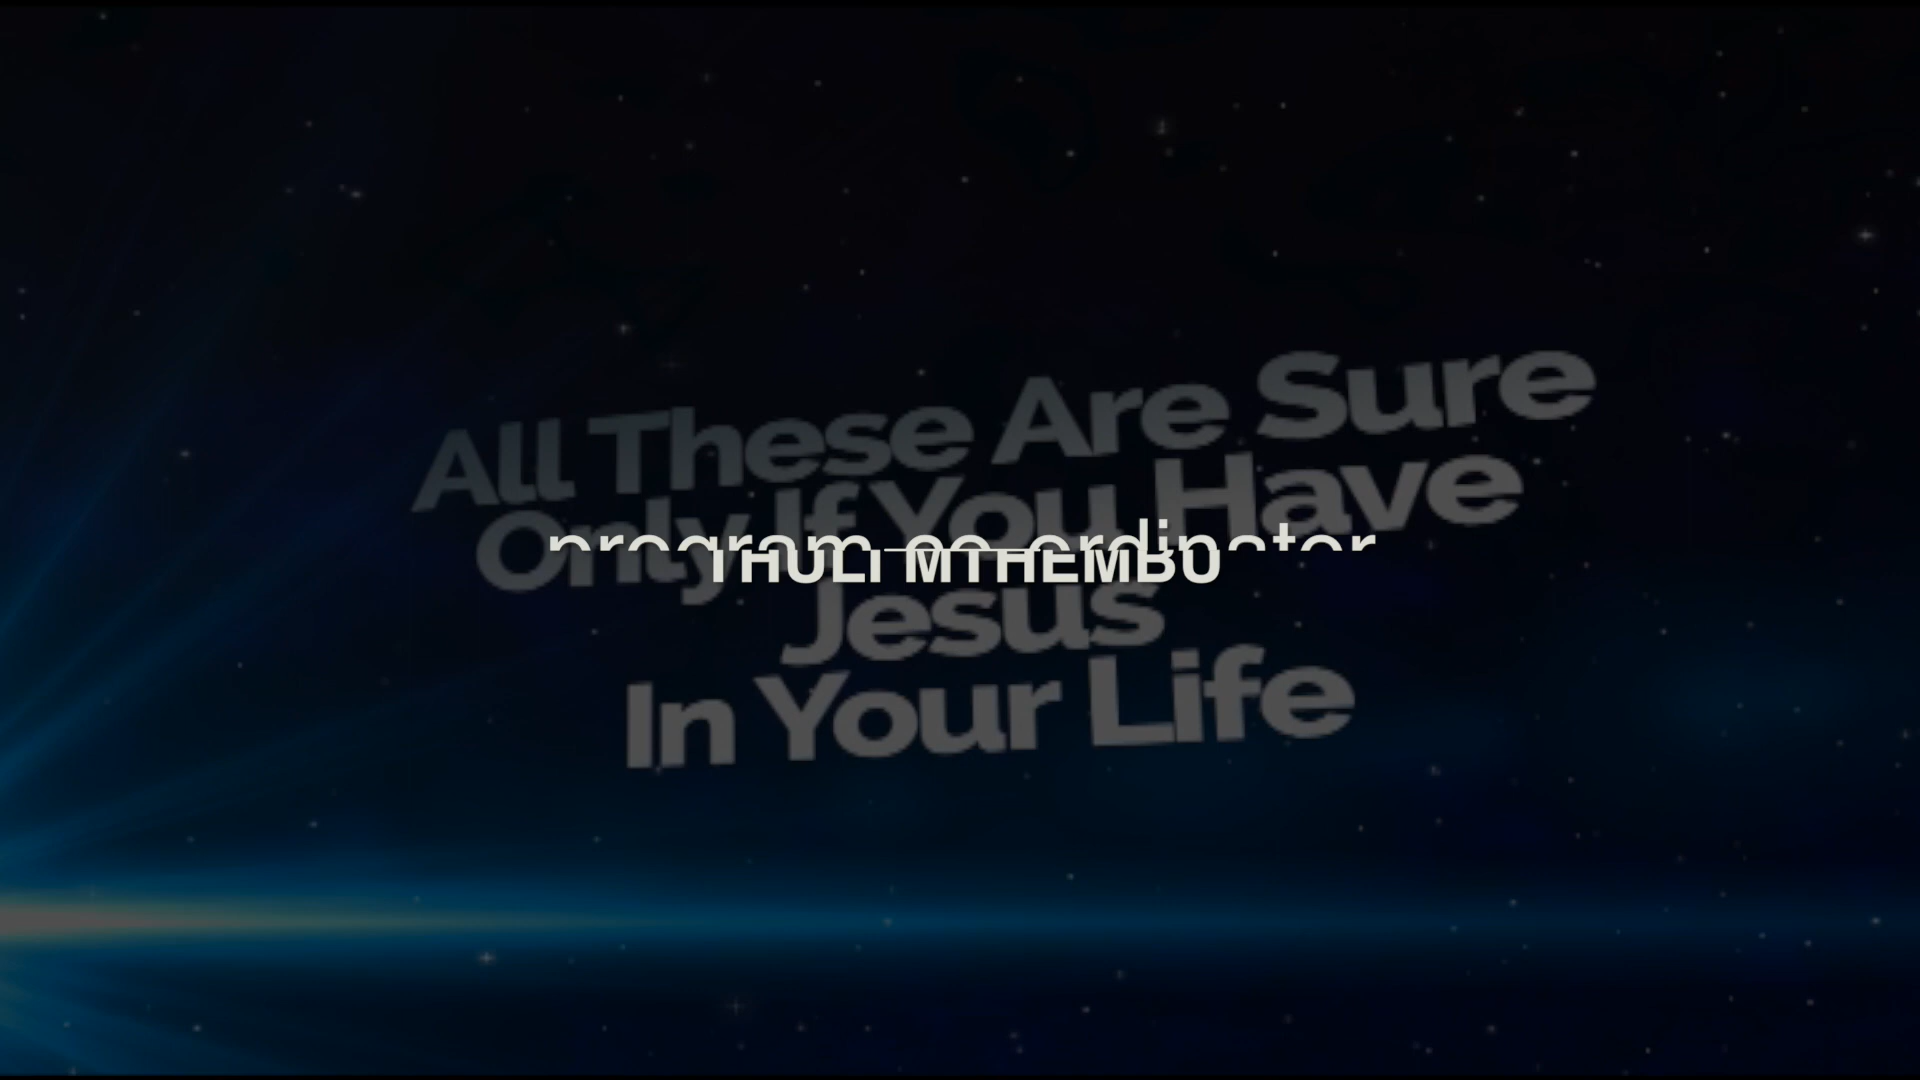 All These Are Sure
Only If You Have
program co-ordinator
THULI MTHEMBU
Jesus
In Your Life